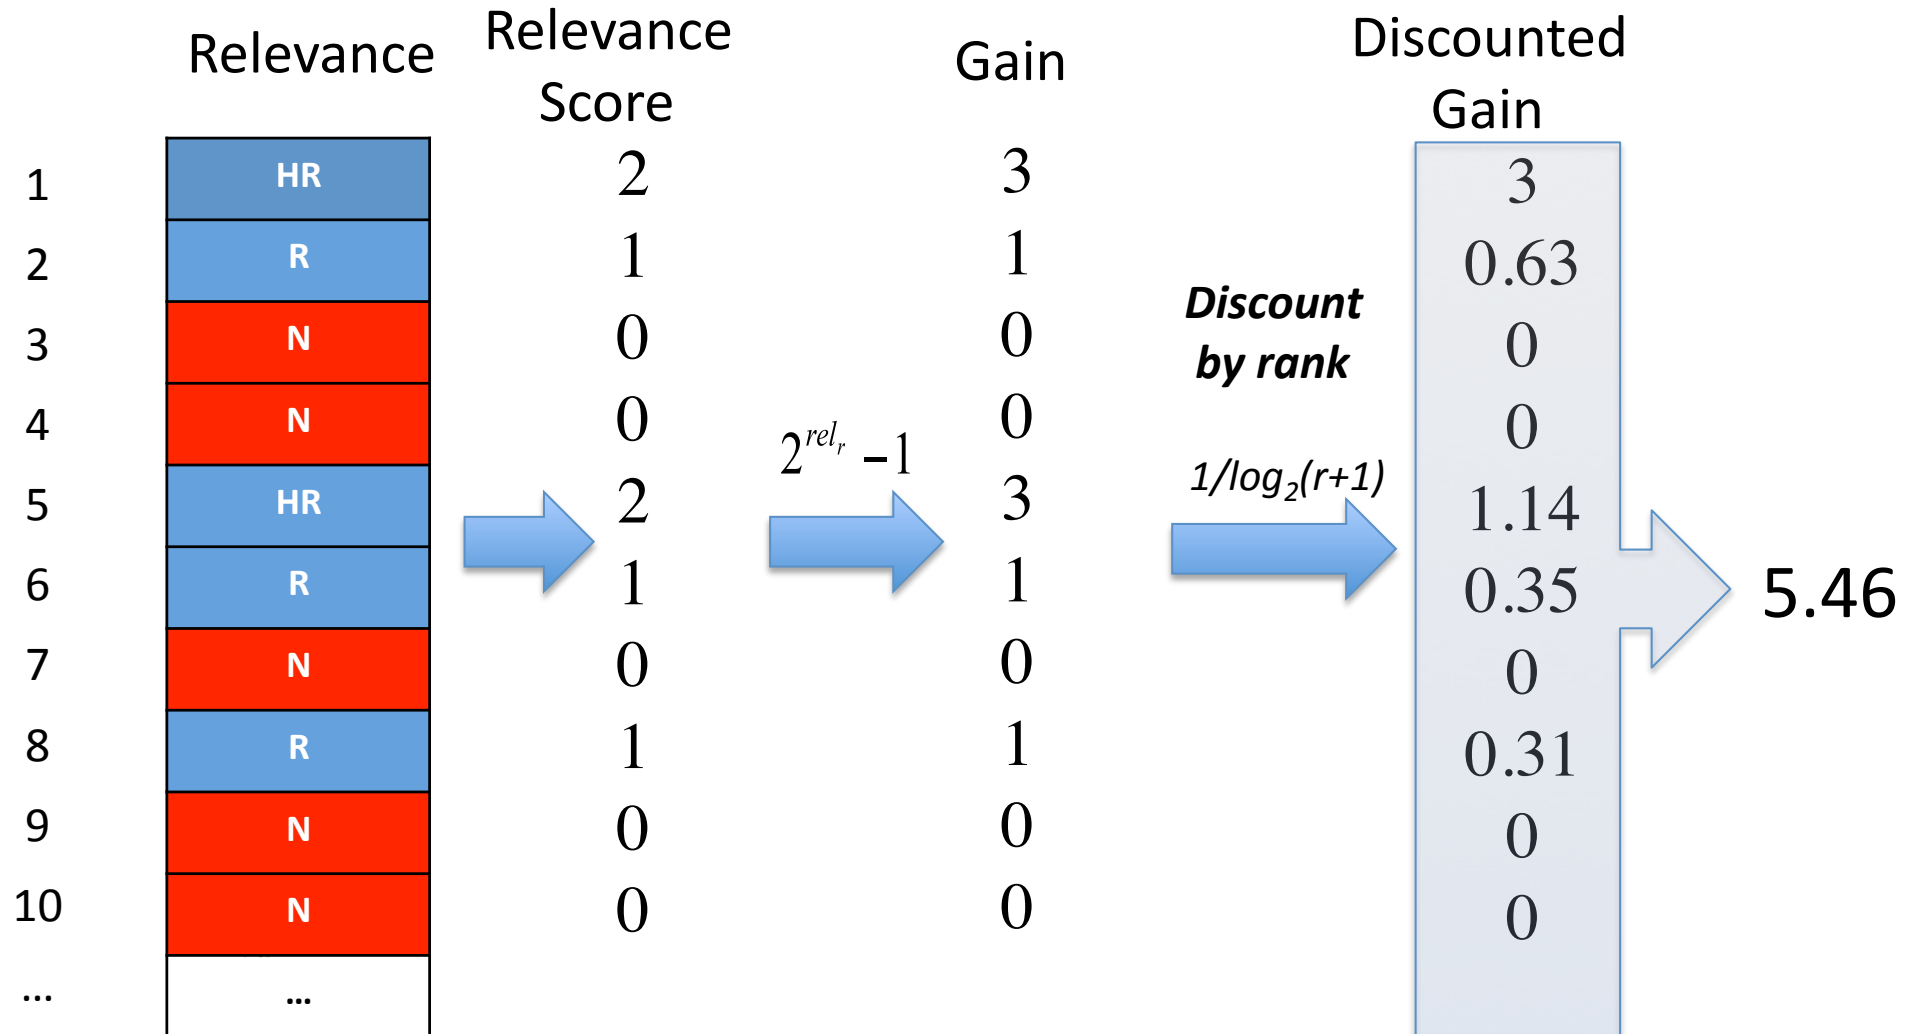 Relevance
Relevance Score
Gain
Discounted Gain
1 HR 2 3 3
2 R 1 1 0.63
Discount by rank
3 N 0 0 0
4 N 0 0 0
2^{rel_r} – 1
1/log_2(r+1)
5 HR 2 3 1.14
6 R 1 1 0.35
5.46
7 N 0 0 0
8 R 1 1 0.31
9 N 0 0 0
10 N 0 0 0
... ...